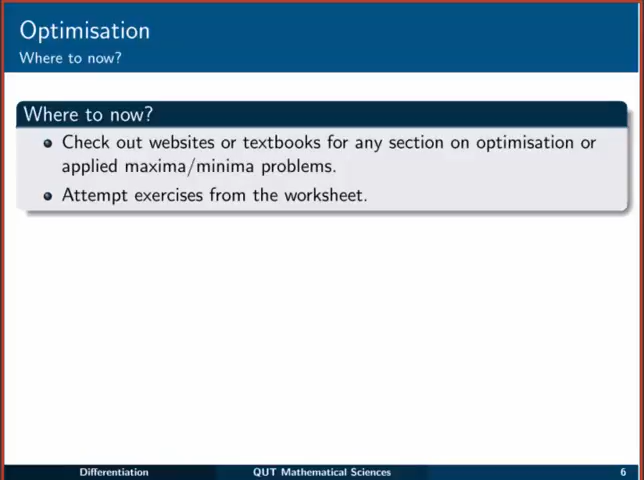 Optimisation
Where to now?
Where to now?
Check out websites or textbooks for any section on optimisation or
applied maxima/minima problems.
Attempt exercises from the worksheet.
Differentiation QUT Mathematical Sciences 6